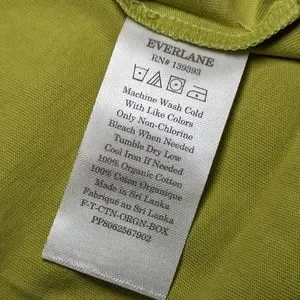 EVERLANE
RN# 139393
Machine Wash Cold
With Like Colors
Only Non-Chlorine
Bleach When Needed
Tumble Dry Low
Cool Iron If Needed
100% Organic Cotton
100% Coton Organique
Made in Sri Lanka
Fabriqué au Sri Lanka
F-T-CTN-ORGN-BOX
PP8062567902